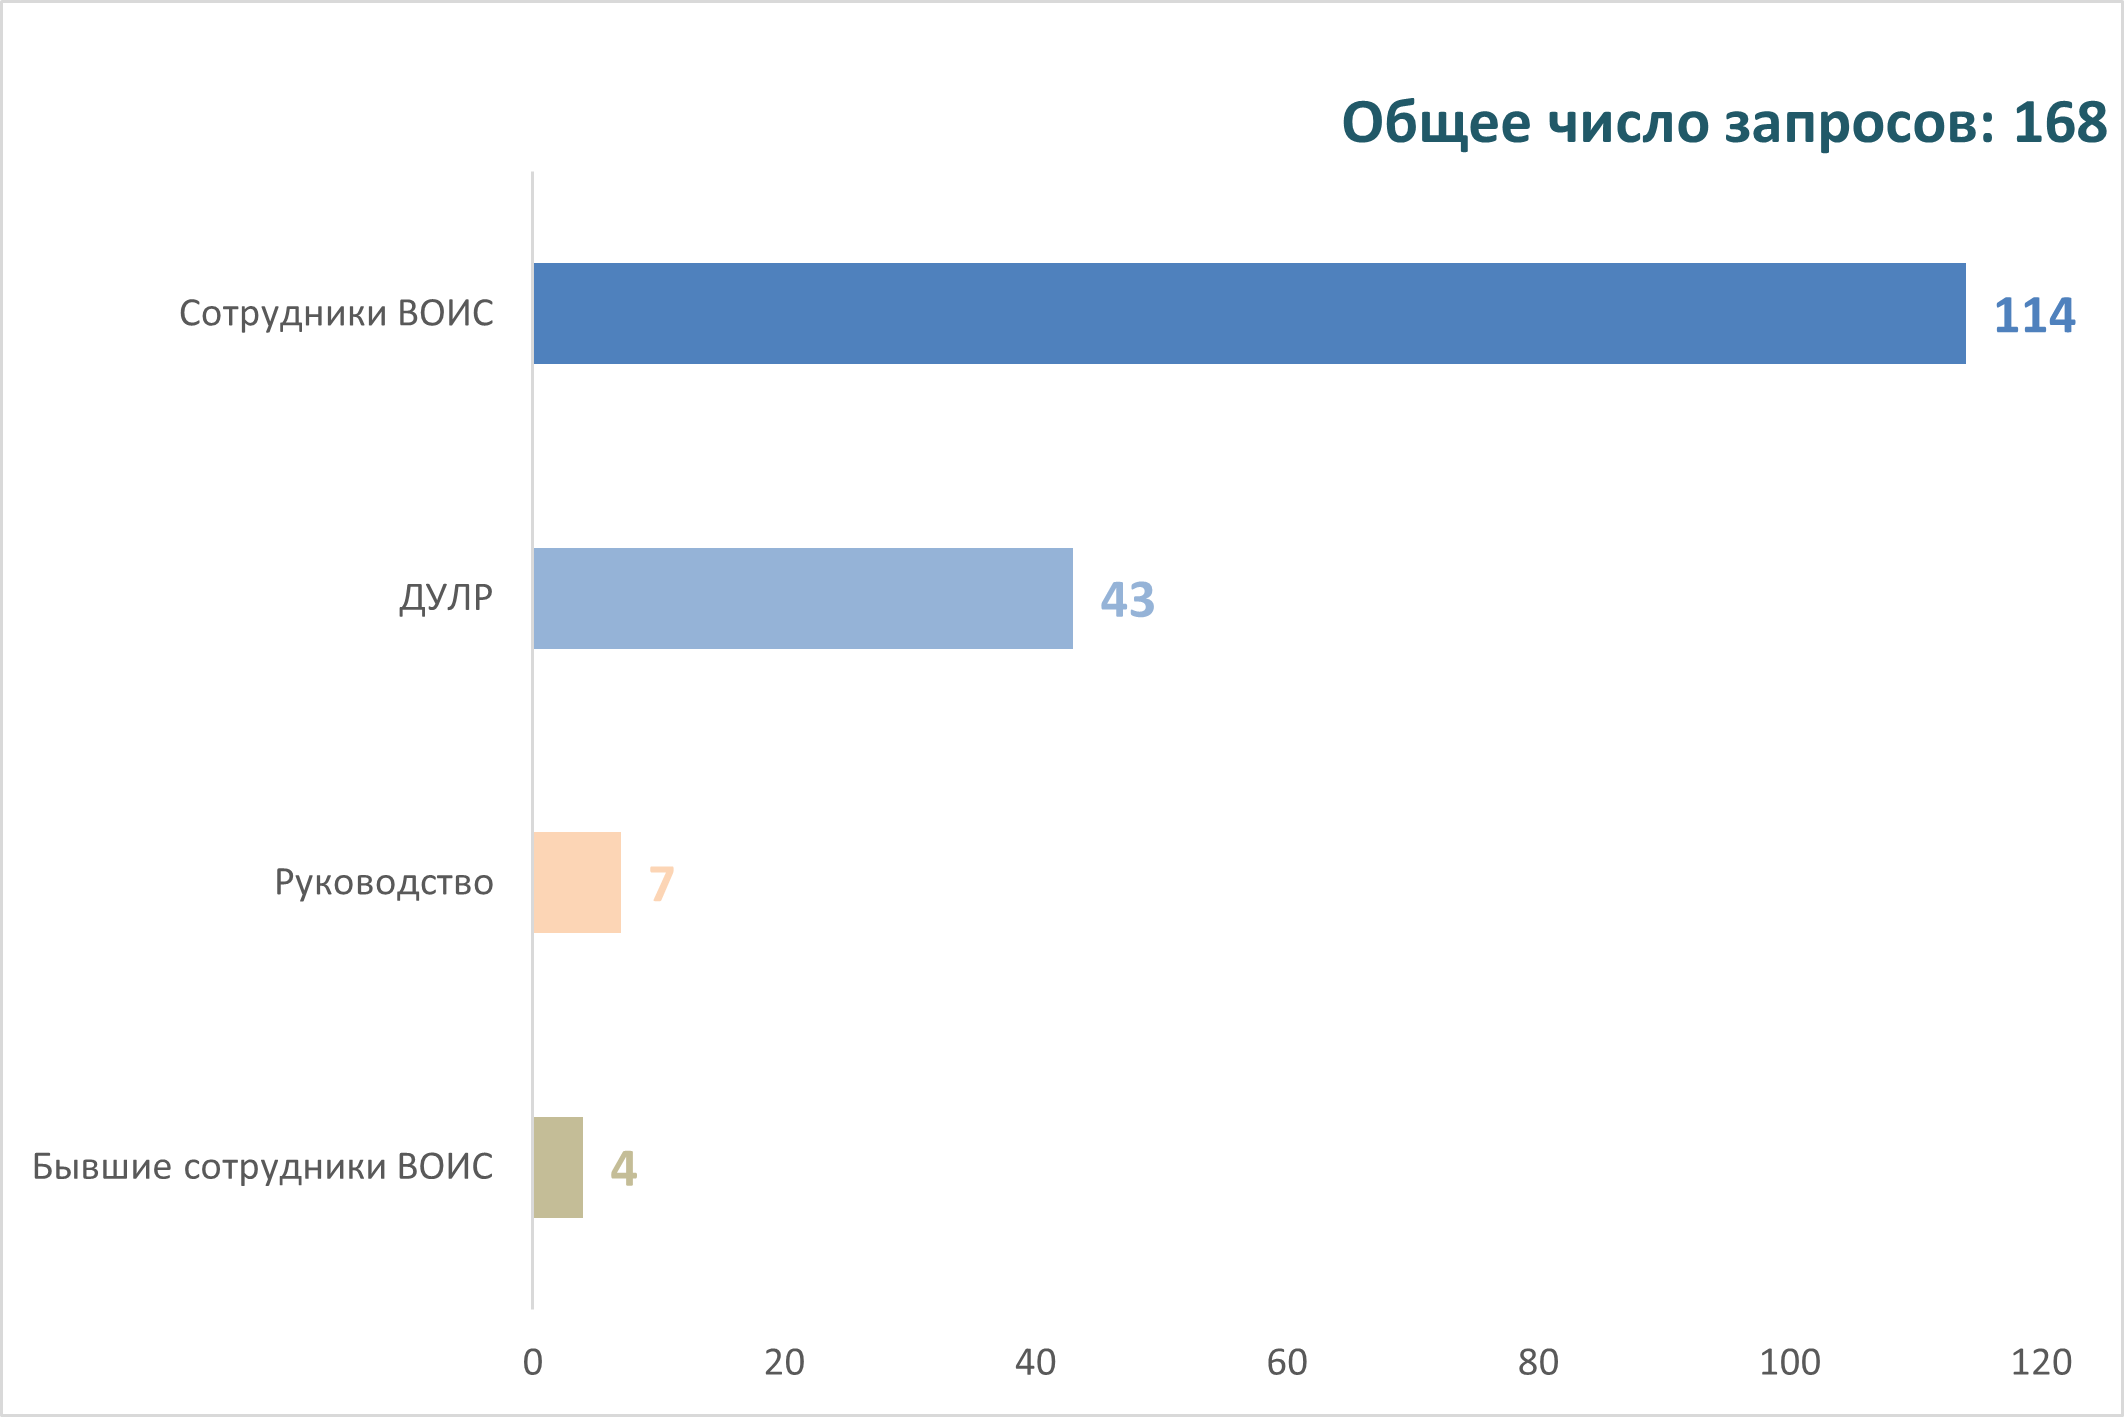 Общее число запросов: 168
Сотрудники ВОИС
114
ДУЛР
43
Руководство
7
Бывшие сотрудники ВОИС
4
0 20 40 60 80 100 120